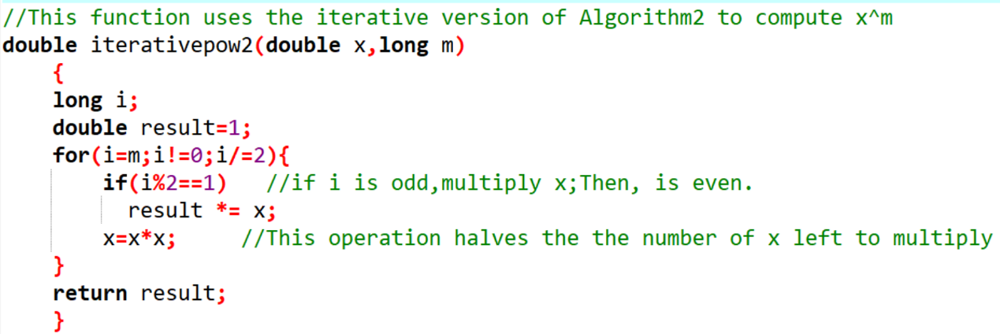 //This function uses the iterative version of Algorithm2 to compute x^m
double iterativepow2(double x,long m)
{
long i;
double result=1;
for(i=m;i!=0;i/=2){
if(i%2==1)   //if i is odd,multiply x;Then, is even.
result *= x;
x=x*x;     //This operation halves the the number of x left to multiply
}
return result;
}